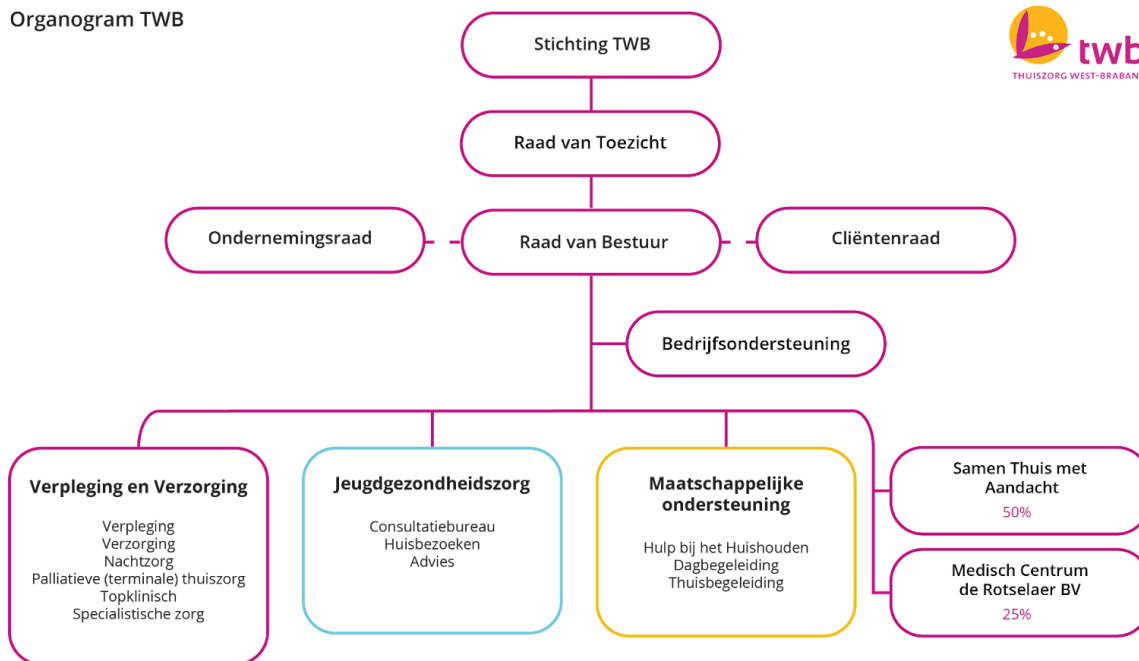 Organogram TWB
twb
THUISZORG WEST-BRABAN
Stichting TWB
Raad van Toezicht
Ondernemingsraad
Raad van Bestuur
Cliëntenraad
Bedrijfsondersteuning
Verpleging en Verzorging
Verpleging
Verzorging
Nachtzorg
Palliatieve (terminale) thuiszorg
Topklinisch
Specialistische zorg
Jeugdgezondheidszorg
Consultatiebureau
Huisbezoeken
Advies
Maatschappelijke
ondersteuning
Hulp bij het Huishouden
Dagbegeleiding
Thuisbegeleiding
Samen Thuis met
Aandacht
50%
Medisch Centrum
de Rotselaer BV
25%